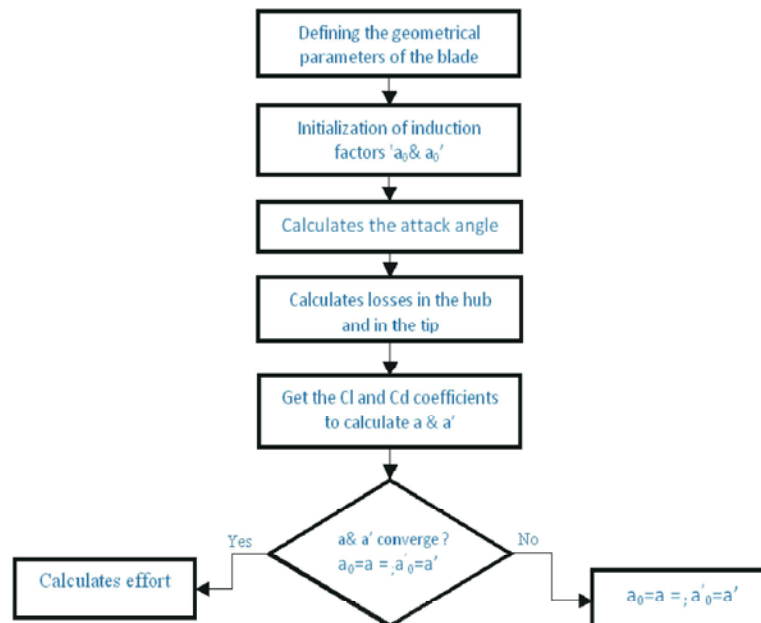 Defining the geometrical
parameters of the blade
Initialization of induction
factors 'a₀& a₀'
Calculates the attack angle
Calculates losses in the hub
and in the tip
Get the Cl and Cd coefficients
to calculate a & a'
a& a' converge ?
a₀=a =;a'₀=a'
Yes
No
Calculates effort
a₀=a =;a'₀=a'